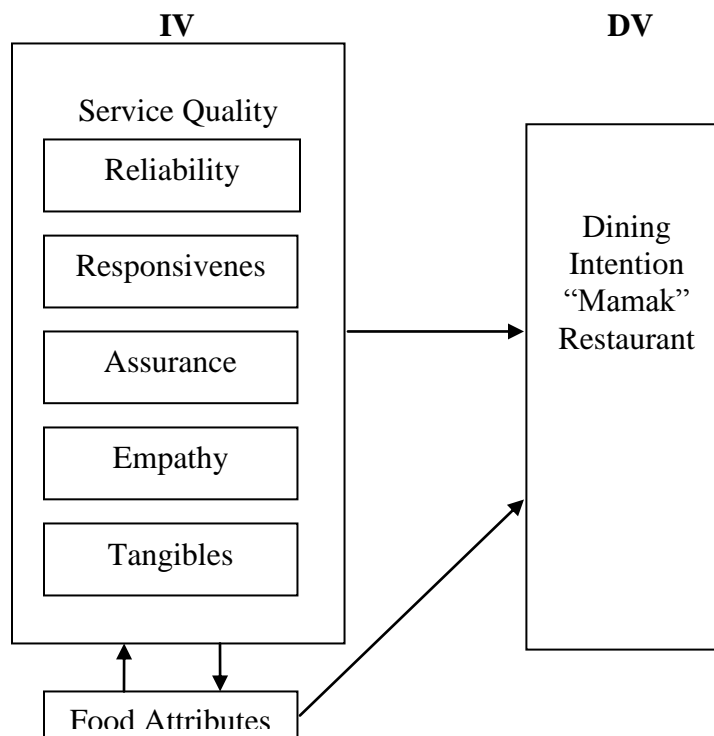 IV
DV
Service Quality
Reliability
Responsivenes
Assurance
Empathy
Tangibles
Food Attributes
Dining
Intention
“Mamak”
Restaurant